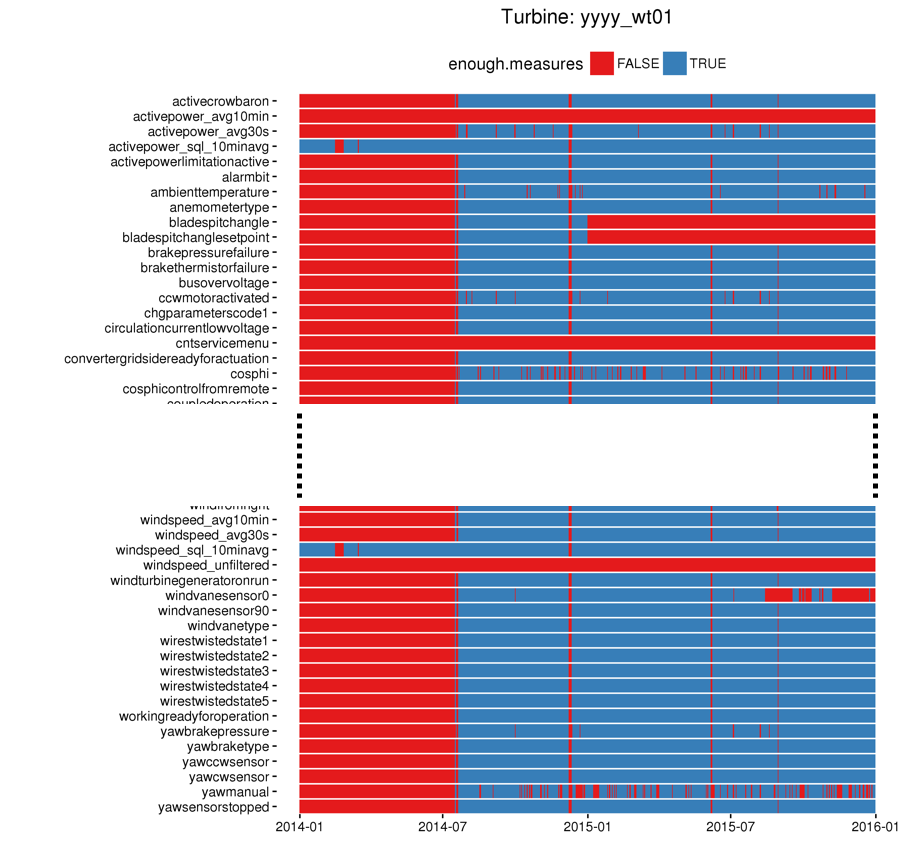 Turbine: yyyy_wt01
enough.measures FALSE TRUE
activecrowbaron
activepower_avg10min
activepower_avg30s
activepower_sql_10minavg
activepowerlimitationactive
alarmbit
ambienttemperature
anemometertype
bladespitchangle
bladespitchanglesetpoint
brakepressurefailure
brakethermistorfailure
busovervoltage
ccwmotoractivated
chgparameterscode1
circulationcurrentlowvoltage
cntservicemenu
convertergridsidereadyforactuation
cosphi
cosphicontrolfromremote
coupledoperation
windspeed_avg10min
windspeed_avg30s
windspeed_sql_10minavg
windspeed_unfiltered
windturbinegeneratoronrun
windvanesensor0
windvanesensor90
windvanetype
wirestwistedstate1
wirestwistedstate2
wirestwistedstate3
wirestwistedstate4
wirestwistedstate5
workingreadyforoperation
yawbrakepressure
yawbraketype
yawccwsensor
yawcwsensor
yawmanual
yawsensorstopped
2014-01 2014-07 2015-01 2015-07 2016-01